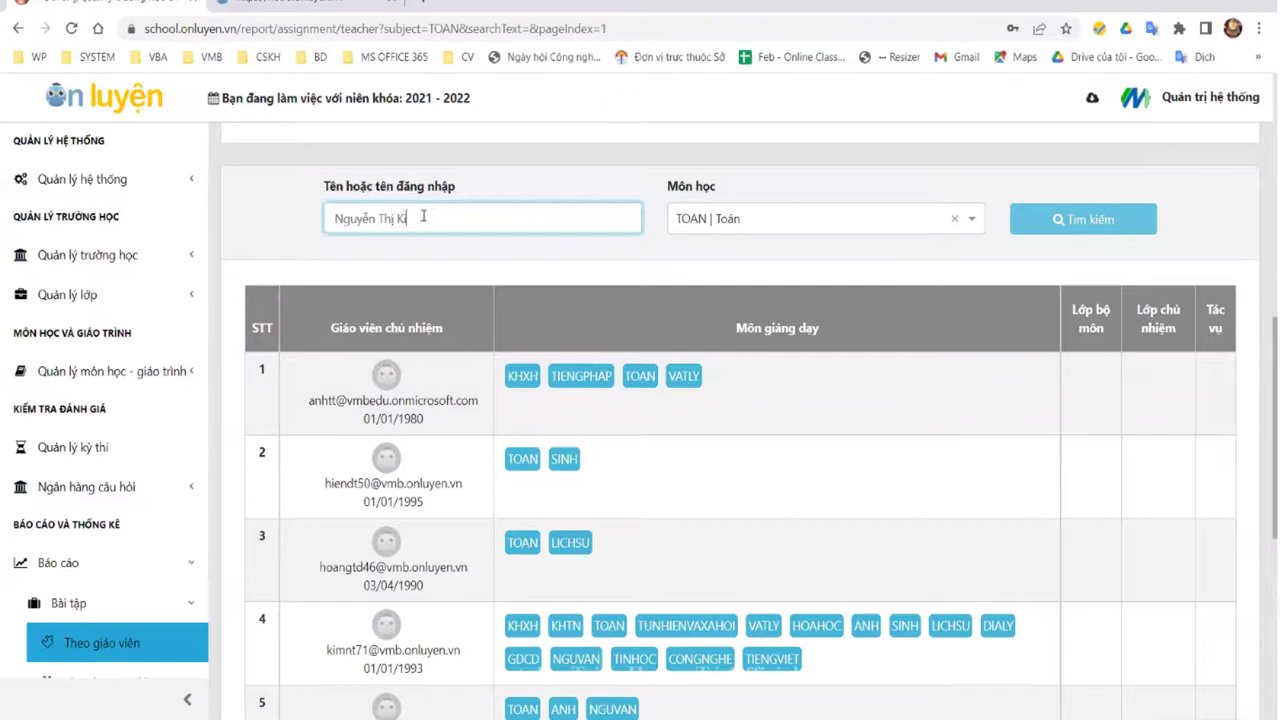 school.onluyen.vn/report/assignment/teacher?subject=TOAN&searchText=&pageIndex=1
WP SYSTEM VBA VMB CSKH BD MS OFFICE 365 CV Ngày hội Công ngh... Đơn vị trực thuộc Sở Feb - Online Class... -- Resizer Gmail Maps Drive của tôi - Goo... Dịch »
On luyện
Bạn đang làm việc với niên khóa: 2021 - 2022
Quản trị hệ thống
QUẢN LÝ HỆ THỐNG
Quản lý hệ thống
QUẢN LÝ TRƯỜNG HỌC
Quản lý trường học
Quản lý lớp
MÔN HỌC VÀ GIÁO TRÌNH
Quản lý môn học - giáo trình
KIỂM TRA ĐÁNH GIÁ
Quản lý kỳ thi
Ngân hàng câu hỏi
BÁO CÁO VÀ THỐNG KÊ
Báo cáo
Bài tập
Theo giáo viên
Tên hoặc tên đăng nhập Môn học
Nguyễn Thị Ki TOAN | Toán × Tìm kiếm
STT Giáo viên chủ nhiệm Môn giảng dạy Lớp bộ môn Lớp chủ nhiệm Tác vụ
1 KHXH TIENGPHAP TOAN VATLY
anhtt@vmbedu.onmicrosoft.com
01/01/1980
2 TOAN SINH
hiendt50@vmb.onluyen.vn
01/01/1995
3 TOAN LICHSU
hoangtd46@vmb.onluyen.vn
03/04/1990
4 KHXH KHTN TOAN TUNHIENVAXAHOI VATLY HOAHOC ANH SINH LICHSU DIALY
kimnt71@vmb.onluyen.vn GDCD NGUVAN TINHOC CONGNGHE TIENGVIET
01/01/1993
5 TOAN ANH NGUVAN